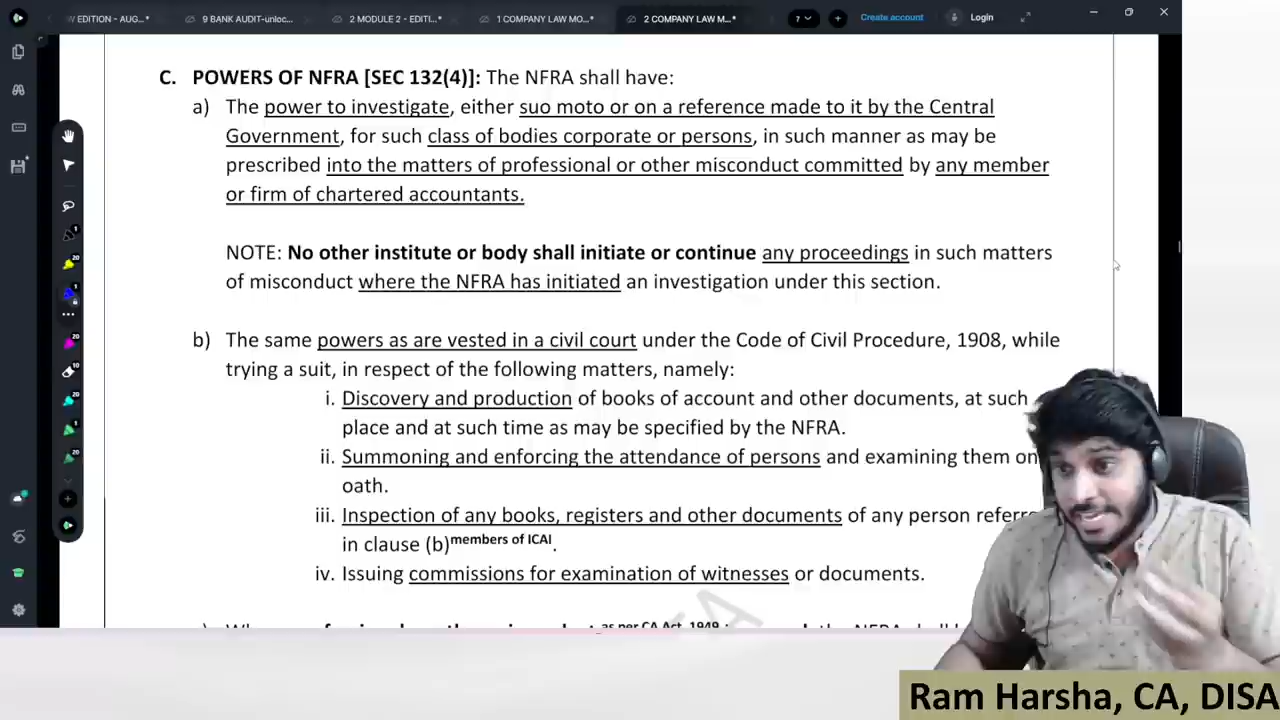 W EDITION - AUG...*
9 BANK AUDIT-unloc...
2 MODULE 2 - EDITI...*
1 COMPANY LAW MO...*
2 COMPANY LAW M...*
7
Create account
Login
C. POWERS OF NFRA [SEC 132(4)]: The NFRA shall have:
a) The power to investigate, either suo moto or on a reference made to it by the Central
Government, for such class of bodies corporate or persons, in such manner as may be
prescribed into the matters of professional or other misconduct committed by any member
or firm of chartered accountants.
NOTE: No other institute or body shall initiate or continue any proceedings in such matters
of misconduct where the NFRA has initiated an investigation under this section.
b) The same powers as are vested in a civil court under the Code of Civil Procedure, 1908, while
trying a suit, in respect of the following matters, namely:
i. Discovery and production of books of account and other documents, at such
place and at such time as may be specified by the NFRA.
ii. Summoning and enforcing the attendance of persons and examining them on
oath.
iii. Inspection of any books, registers and other documents of any person referre
in clause (b) members of ICAI.
iv. Issuing commissions for examination of witnesses or documents.
as per CA Act, 1949
Ram Harsha, CA, DISA